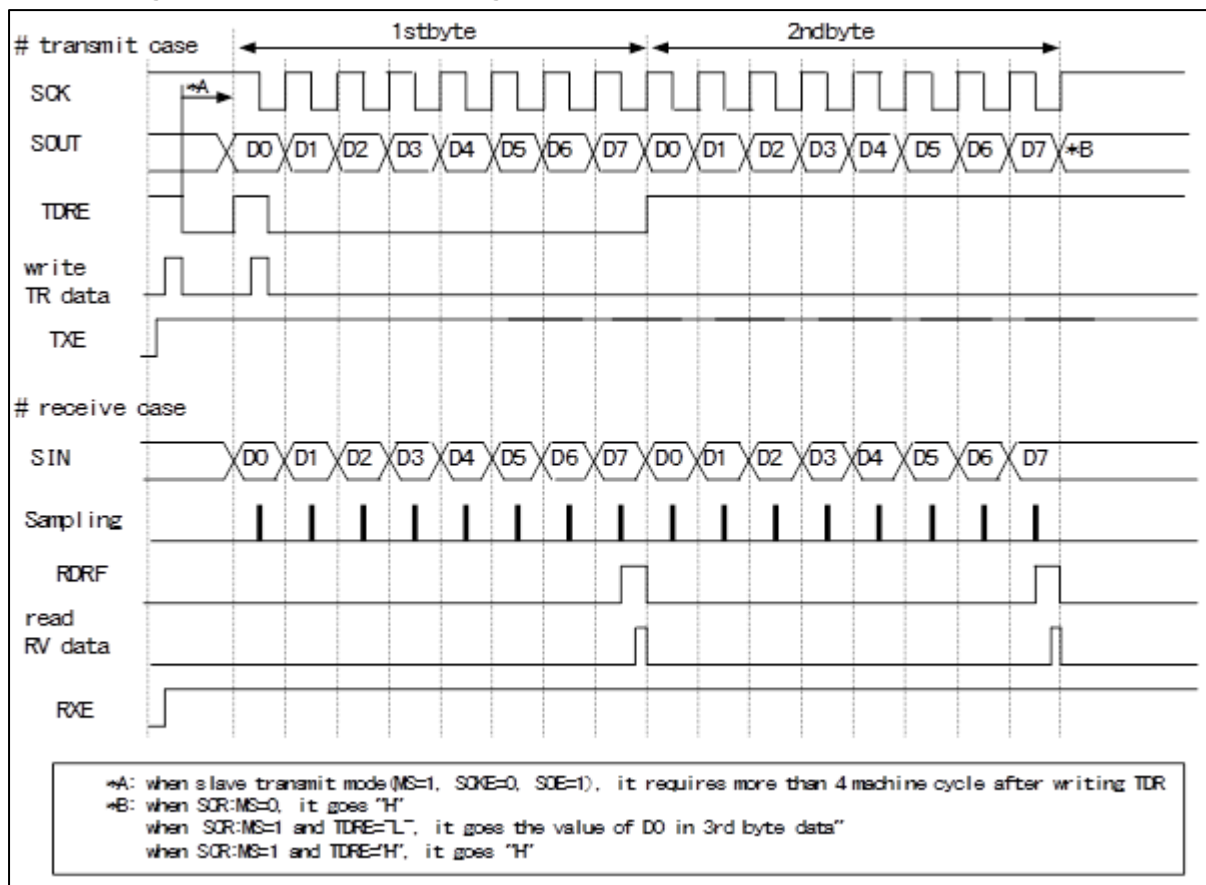 1stbyte 2ndbyte
# transmit case
*A
SCK
SOUT D0 D1 D2 D3 D4 D5 D6 D7 D0 D1 D2 D3 D4 D5 D6 D7 *B
TDRE
write
TR data
TXE
# receive case
SIN D0 D1 D2 D3 D4 D5 D6 D7 D0 D1 D2 D3 D4 D5 D6 D7
Sampling
RDRF
read
RV data
RXE
*A: when slave transmit mode(MS=1, SCKE=0, SOE=1), it requires more than 4 machine cycle after writing TDR
*B: when SCR:MS=0, it goes "H"
when SCR:MS=1 and TDRE="L", it goes the value of D0 in 3rd byte data"
when SCR:MS=1 and TDRE="H", it goes "H"